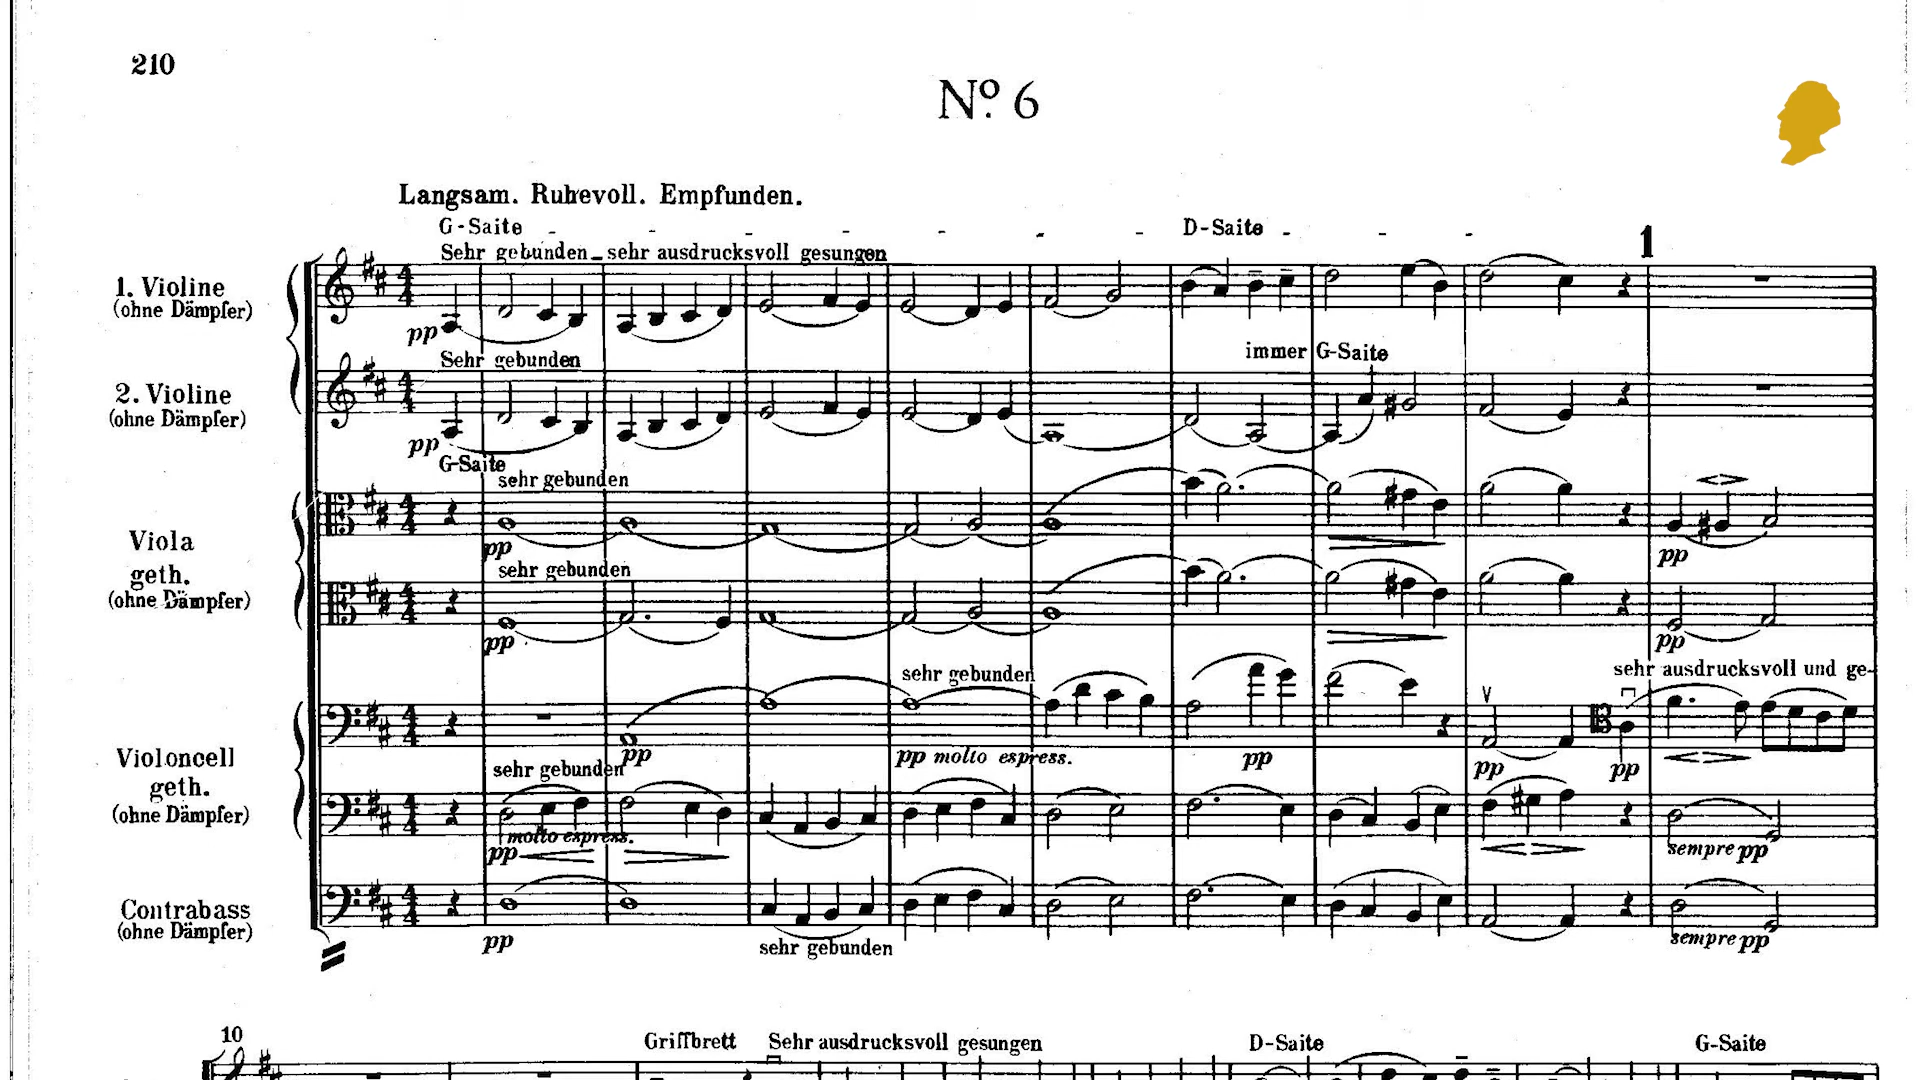 210
Nº. 6
Langsam. Ruhevoll. Empfunden.
G-Saite
D-Saite
Sehr gebunden - sehr ausdrucksvoll gesungen
1
1. Violine
(ohne Dämpfer)
pp
Sehr gebunden
immer G-Saite
2. Violine
(ohne Dämpfer)
pp
G-Saite
sehr gebunden
Viola
geth.
(ohne Dämpfer)
pp
pp
sehr gebunden
pp
pp
sehr gebunden
sehr ausdrucksvoll und ge-
Violoncell
geth.
(ohne Dämpfer)
pp
pp molto espress.
pp
pp
pp
sehr gebunden
molto espress.
pp
sempre pp
Contrabass
(ohne Dämpfer)
pp
sehr gebunden
sempre pp
10
Griffbrett
Sehr ausdrucksvoll gesungen
D-Saite
G-Saite